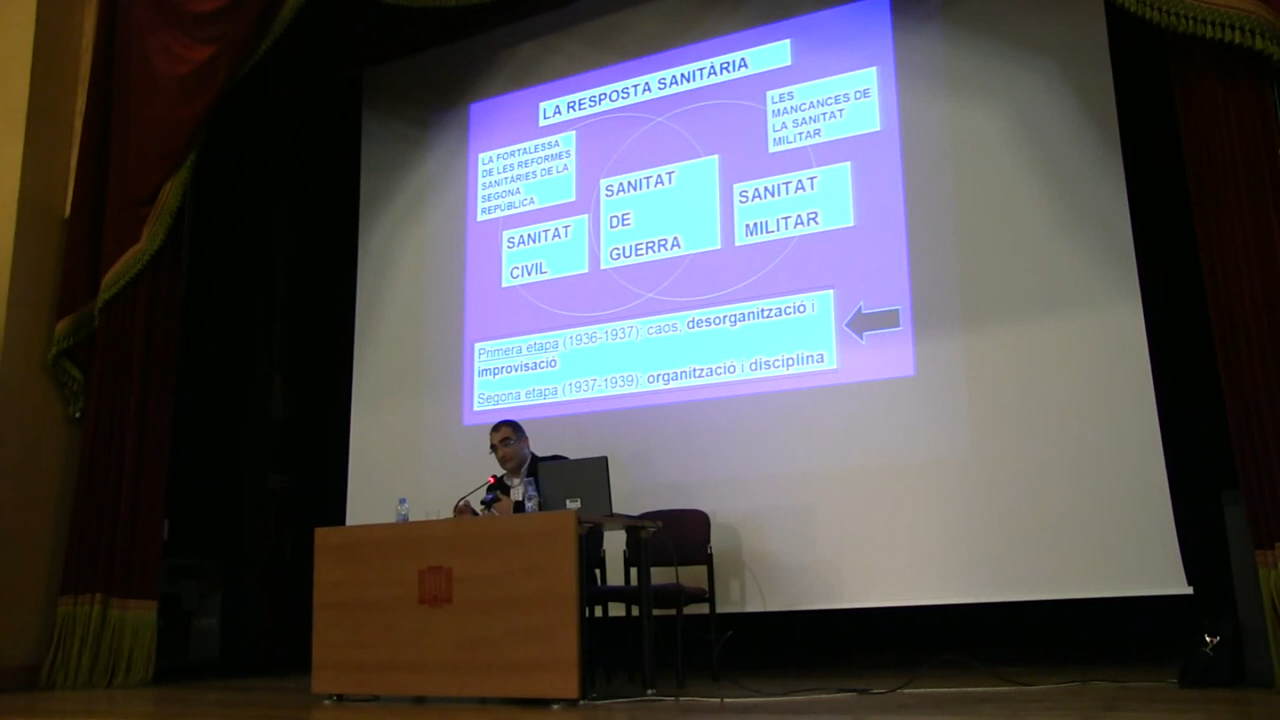 LA RESPOSTA SANITÀRIA
LA FORTALESSA
DE LES REFORMES
SANITÀRIES DE LA
SEGONA
REPÚBLICA
LES
MANCANCES DE
LA SANITAT
MILITAR
SANITAT
CIVIL
SANITAT
DE
GUERRA
SANITAT
MILITAR
Primera etapa (1936-1937): caos, desorganització i
improvisació
Segona etapa (1937-1939): organització i disciplina